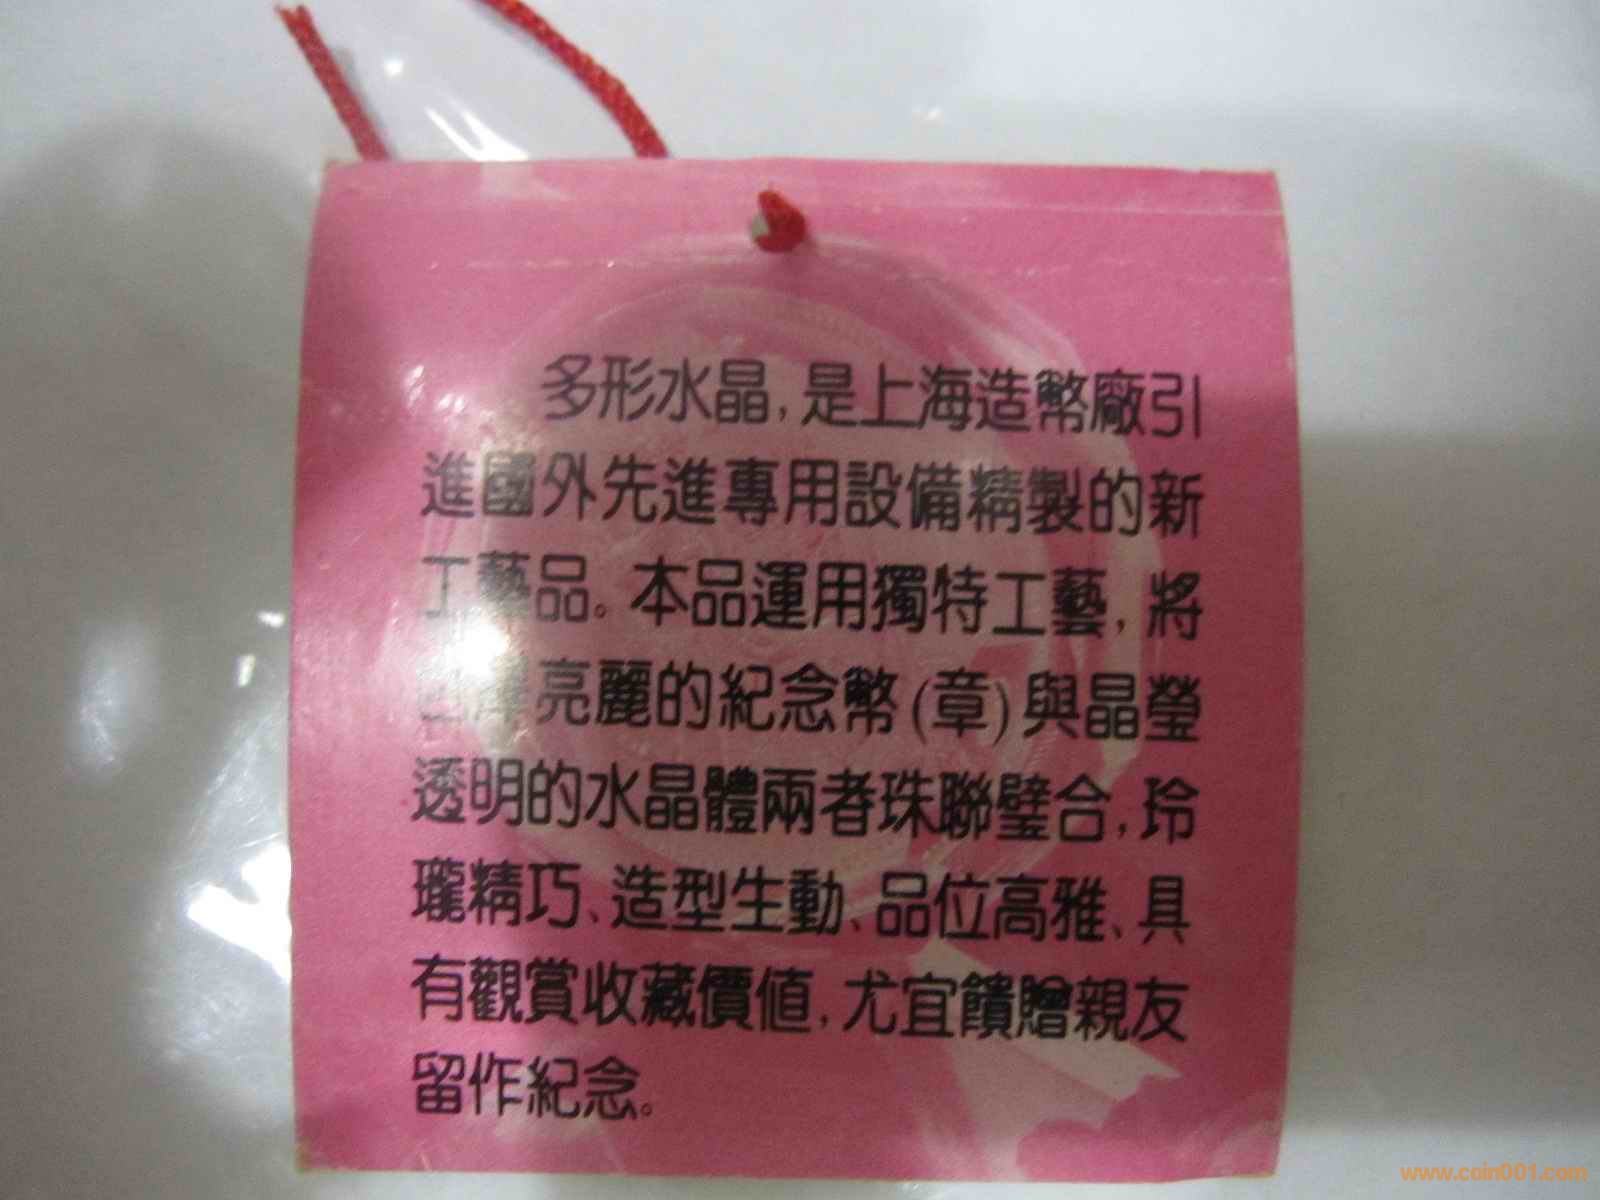 多形水晶,是上海造幣廠引
進國外先進專用設備精製的新
工藝品。本品運用獨特工藝,將
亮麗的紀念幣(章)與晶瑩
透明的水晶體兩者珠聯璧合,玲
瓏精巧、造型生動、品位高雅、具
有觀賞收藏價值,尤宜饋贈親友
留作紀念。
www.coin001.com